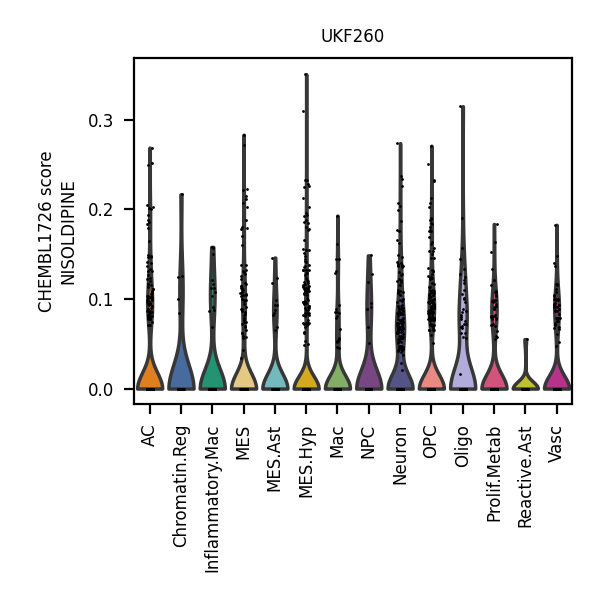 UKF260
CHEMBL1726 score
NISOLDIPINE
0.3
0.2
0.1
0.0
AC
Chromatin.Reg
Inflammatory.Mac
MES
MES.Ast
MES.Hyp
Mac
NPC
Neuron
OPC
Oligo
Prolif.Metab
Reactive.Ast
Vasc